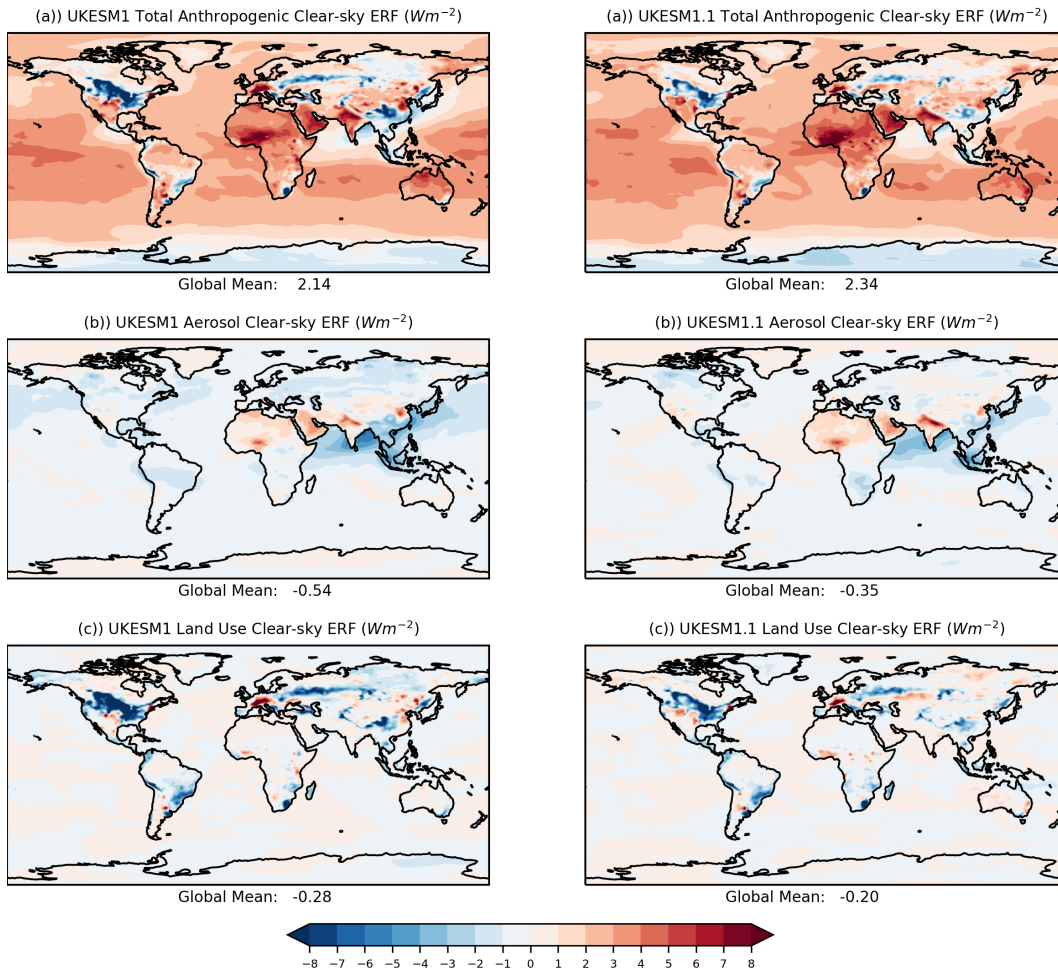 (a)) UKESM1 Total Anthropogenic Clear-sky ERF (Wm⁻²)
(a)) UKESM1.1 Total Anthropogenic Clear-sky ERF (Wm⁻²)
Global Mean: 2.14
Global Mean: 2.34
(b)) UKESM1 Aerosol Clear-sky ERF (Wm⁻²)
(b)) UKESM1.1 Aerosol Clear-sky ERF (Wm⁻²)
Global Mean: -0.54
Global Mean: -0.35
(c)) UKESM1 Land Use Clear-sky ERF (Wm⁻²)
(c)) UKESM1.1 Land Use Clear-sky ERF (Wm⁻²)
Global Mean: -0.28
Global Mean: -0.20
−8 −7 −6 −5 −4 −3 −2 −1 0 1 2 3 4 5 6 7 8